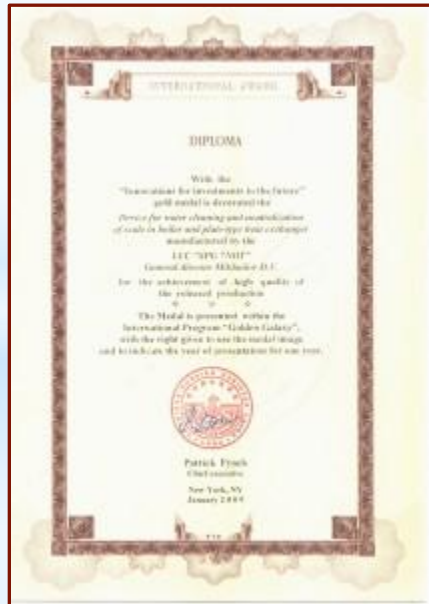 INTERNATIONAL AWARD
DIPLOMA
With the
"Innovations for investments to the future"
gold medal is decorated the
Device for water cleaning and neutralization
of scale in boiler and plate-type heat exchanger
manufactured by the
LLC
General director Mikhailov D.V.
for the achievement of high quality of
the released production
The Medal is presented within the
International Program "Golden Galaxy",
with the right given to use the medal image
and to indicate the year of presentation for one year.
Patrick
Chief executive
New York, NY
January 2009